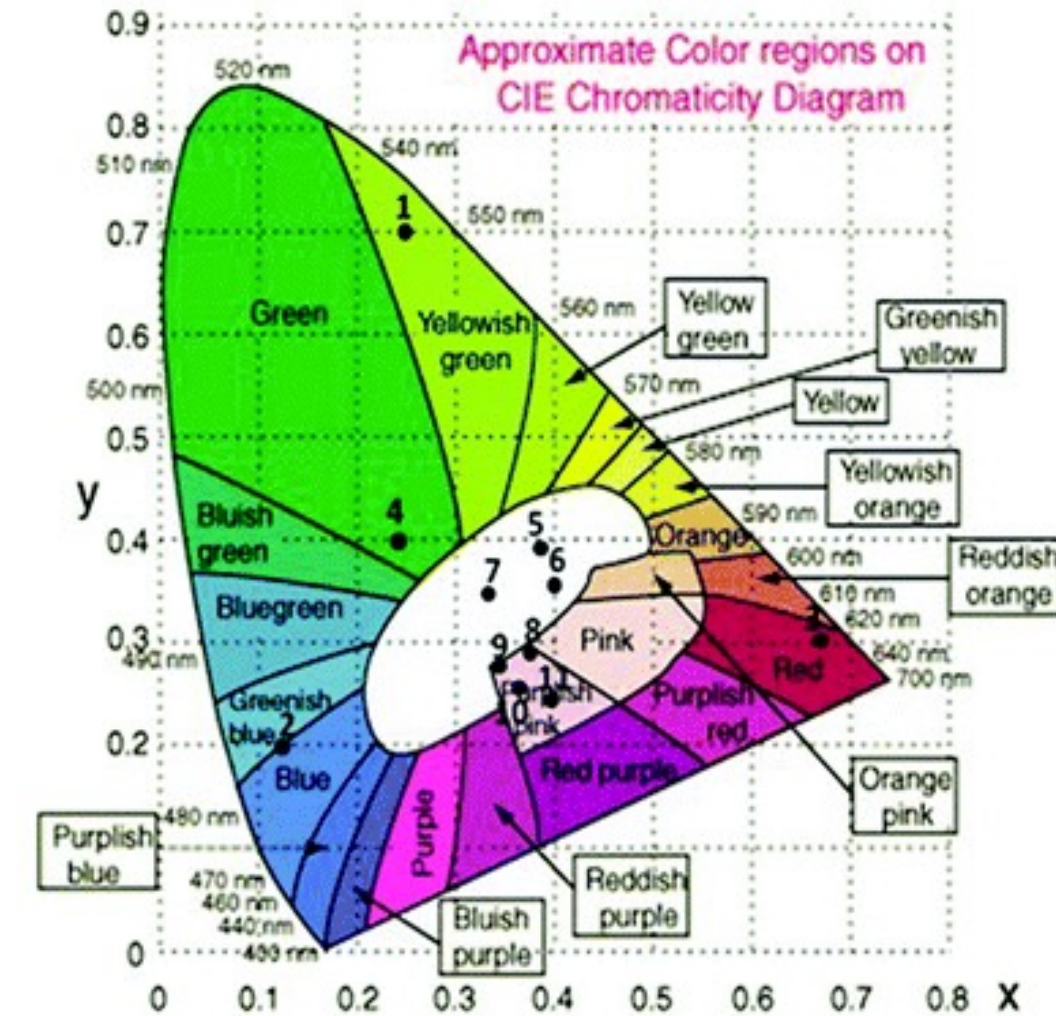 0.9
Approximate Color regions on
CIE Chromaticity Diagram
520 nm
0.8
540 nm
510 nm
1
550 nm
0.7
Yellow
green
560 nm
Greenish
yellow
Green
Yellowish
green
0.6
570 nm
500 nm
Yellow
0.5
580 nm
y
Yellowish
orange
Bluish
green
4
590 nm
5
Orange
0.4
600 nm
6
Reddish
orange
7
610 nm
Bluegreen
620 nm
8
Pink
0.3
9
640 nm
490 nm
Red
700 nm
11
Purplish
pink
10
Purplish
red
Greenish
blue
2
0.2
Blue
Red purple
Orange
pink
480 nm
Purplish
blue
Purple
470 nm
Reddish
purple
460 nm
Bluish
purple
440 nm
0
0
0.1
0.2
0.3
0.4
0.5
0.6
0.7
0.8
x